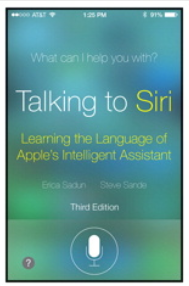 ●●○○○ AT&T 1:25 PM 91%
What can I help you with?
Talking to Siri
Learning the Language of
Apple's Intelligent Assistant
Erica Sadun Steve Sande
Third Edition
?